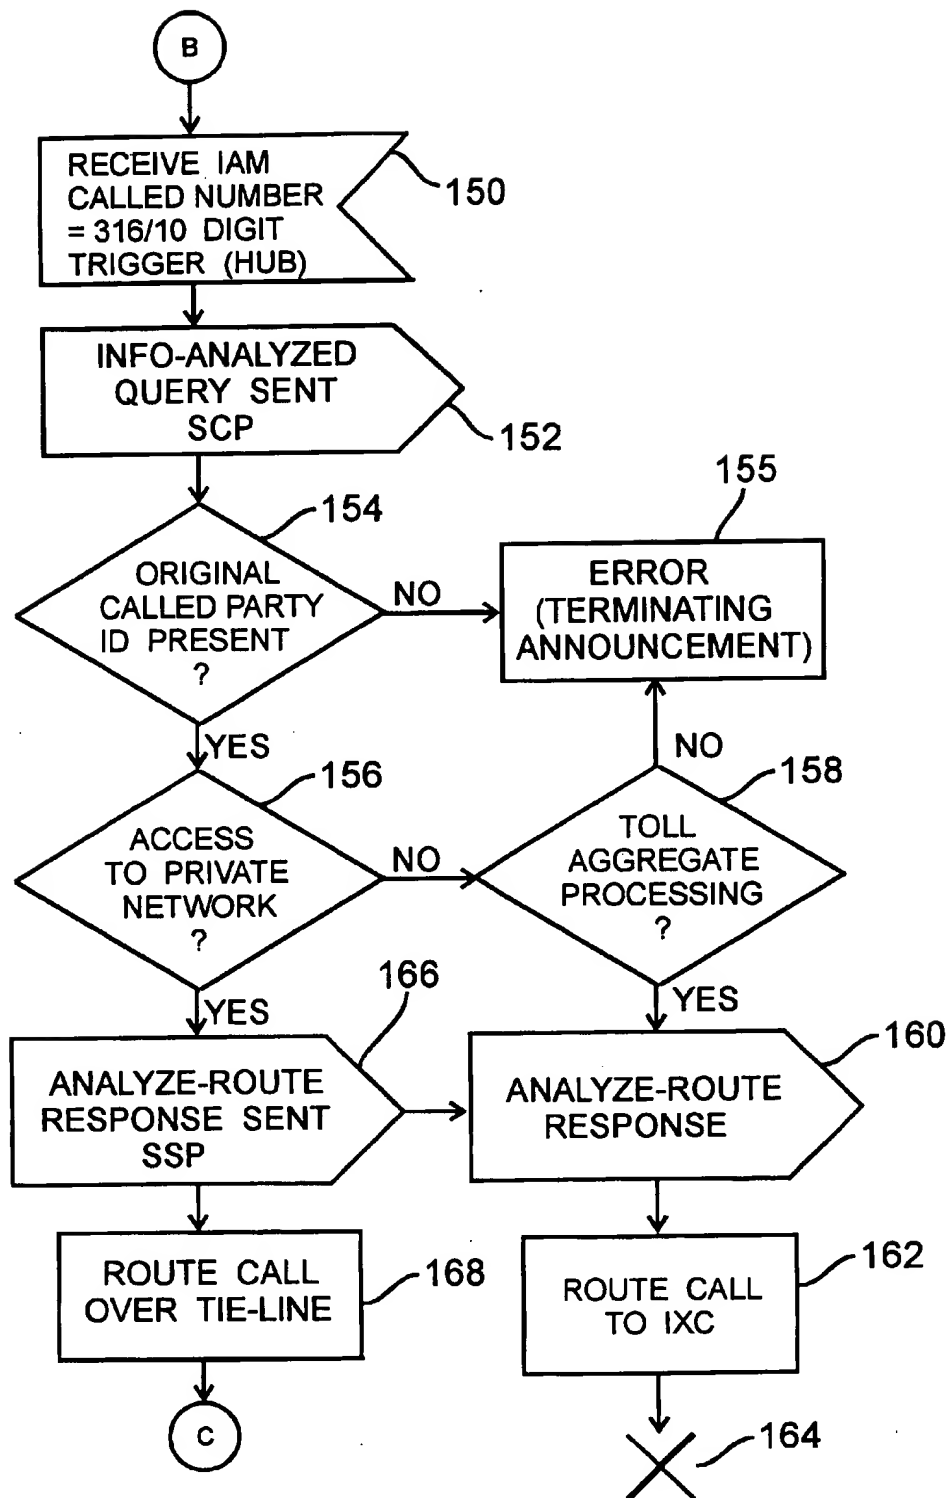 B
RECEIVE IAM
CALLED NUMBER
= 316/10 DIGIT
TRIGGER (HUB)
150
INFO-ANALYZED
QUERY SENT
SCP
152
154
ORIGINAL
CALLED PARTY
ID PRESENT
?
NO
155
ERROR
(TERMINATING
ANNOUNCEMENT)
YES
NO
156
ACCESS
TO PRIVATE
NETWORK
?
NO
158
TOLL
AGGREGATE
PROCESSING
?
YES
YES
166
ANALYZE-ROUTE
RESPONSE SENT
SSP
160
ANALYZE-ROUTE
RESPONSE
ROUTE CALL
OVER TIE-LINE
168
ROUTE CALL
TO IXC
162
C
164